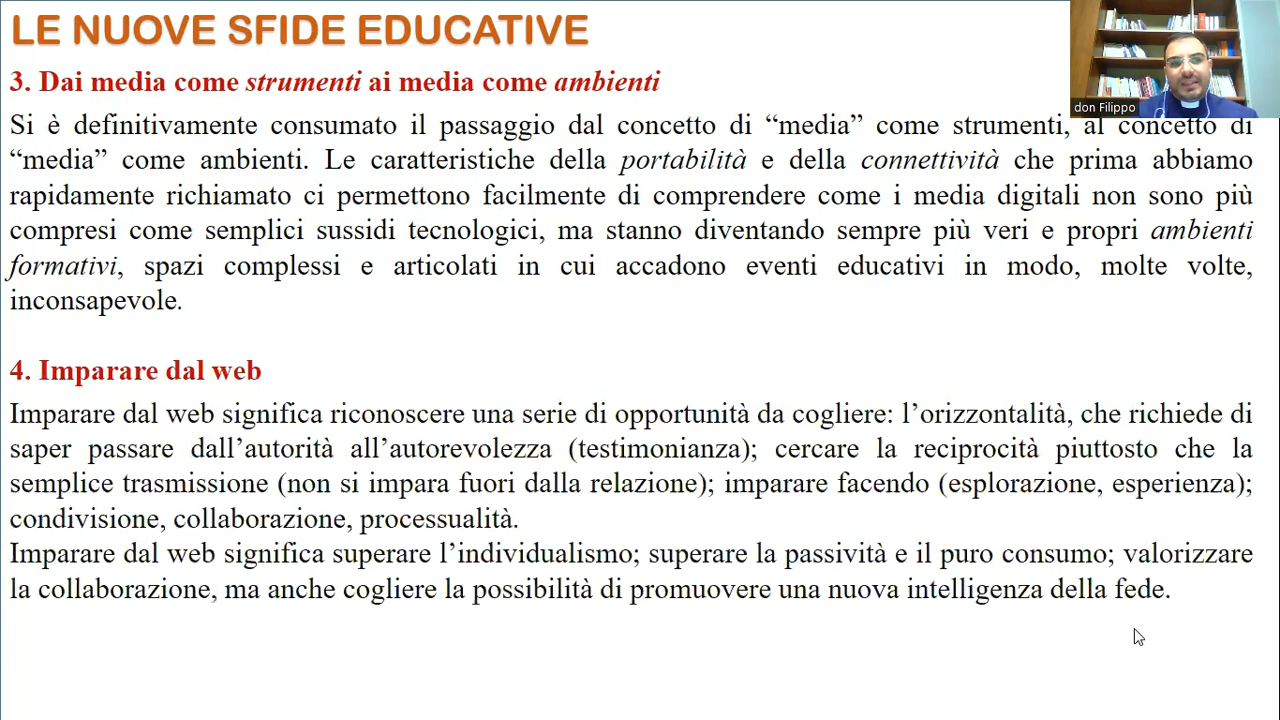 LE NUOVE SFIDE EDUCATIVE
don Filippo
3. Dai media come strumenti ai media come ambienti
Si è definitivamente consumato il passaggio dal concetto di “media” come strumenti, al concetto di
“media” come ambienti. Le caratteristiche della portabilità e della connettività che prima abbiamo
rapidamente richiamato ci permettono facilmente di comprendere come i media digitali non sono più
compresi come semplici sussidi tecnologici, ma stanno diventando sempre più veri e propri ambienti
formativi, spazi complessi e articolati in cui accadono eventi educativi in modo, molte volte,
inconsapevole.
4. Imparare dal web
Imparare dal web significa riconoscere una serie di opportunità da cogliere: l’orizzontalità, che richiede di
saper passare dall’autorità all’autorevolezza (testimonianza); cercare la reciprocità piuttosto che la
semplice trasmissione (non si impara fuori dalla relazione); imparare facendo (esplorazione, esperienza);
condivisione, collaborazione, processualità.
Imparare dal web significa superare l’individualismo; superare la passività e il puro consumo; valorizzare
la collaborazione, ma anche cogliere la possibilità di promuovere una nuova intelligenza della fede.